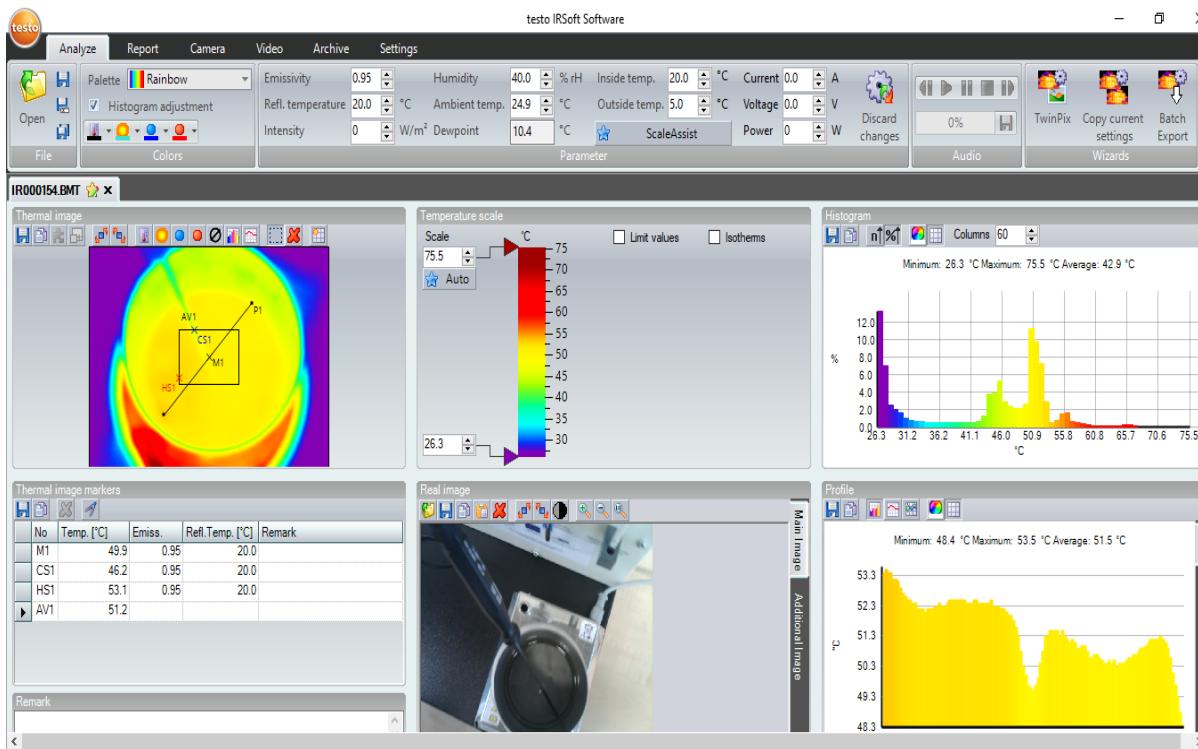 testo IRSoft Software
testo
Analyze Report Camera Video Archive Settings
Open
File
Palette Rainbow
Histogram adjustment
Colors
Emissivity 0.95 Humidity 40.0 % rH Inside temp. 20.0 °C Current 0.0 A
Refl. temperature 20.0 °C Ambient temp. 24.9 °C Outside temp. 5.0 °C Voltage 0.0 V
Intensity 0 W/m² Dewpoint 10.4 °C ScaleAssist Power 0 W
Parameter
Discard changes
0%
Audio
TwinPix
Copy current settings
Batch Export
Wizards
IR000154.BMT
Thermal image
AV1
P1
CS1
M1
HS1
Temperature scale
Scale °C Limit values Isotherms
75.5
Auto
75
70
65
60
55
50
45
40
35
30
26.3
Histogram
n % Columns 60
Minimum: 26.3 °C Maximum: 75.5 °C Average: 42.9 °C
%
12.0
10.0
8.0
6.0
4.0
2.0
0.0
26.3 31.2 36.2 41.1 46.0 50.9 55.8 60.8 65.7 70.6 75.5
°C
Thermal image markers
No Temp. [°C] Emiss. Refl.Temp. [°C] Remark
M1 49.9 0.95 20.0
CS1 46.2 0.95 20.0
HS1 53.1 0.95 20.0
AV1 51.2
Remark
Real image
Main Image
Additional Image
Profile
Minimum: 48.4 °C Maximum: 53.5 °C Average: 51.5 °C
°C
53.3
52.3
51.3
50.3
49.3
48.3